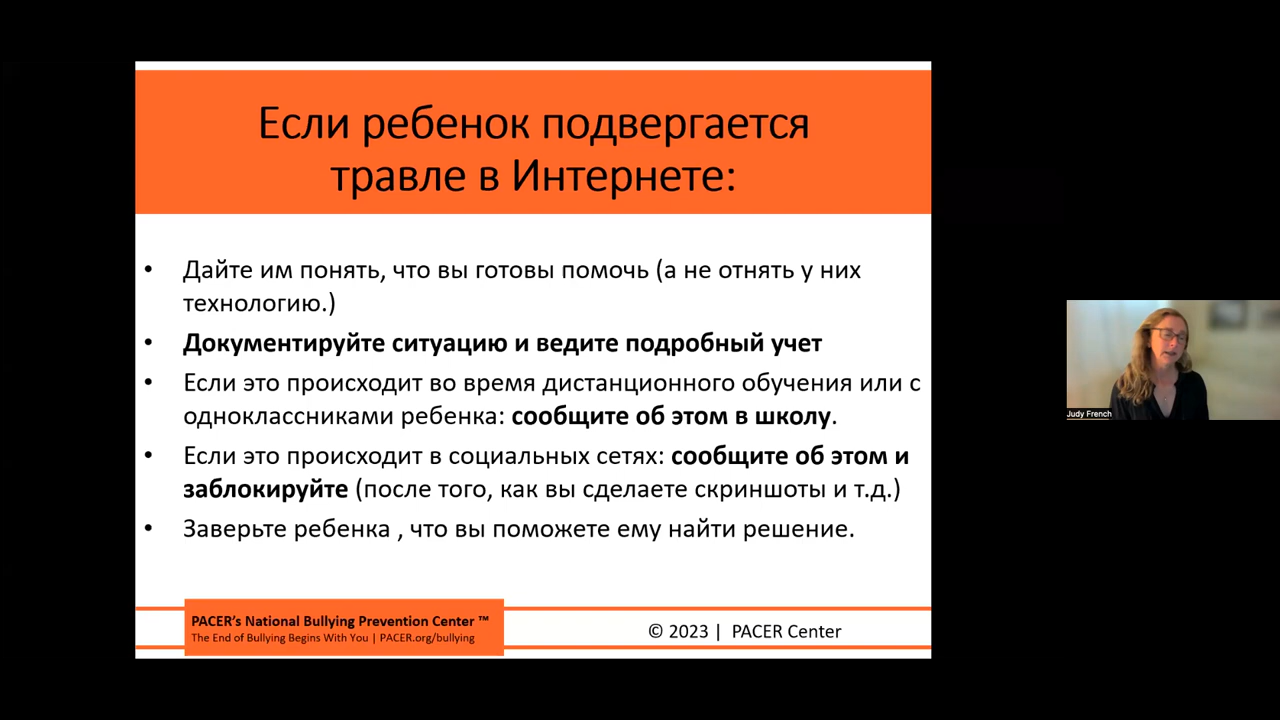 Если ребенок подвергается
травле в Интернете:
• Дайте им понять, что вы готовы помочь (а не отнять у них
технологию.)
• Документируйте ситуацию и ведите подробный учет
• Если это происходит во время дистанционного обучения или с
одноклассниками ребенка: сообщите об этом в школу.
• Если это происходит в социальных сетях: сообщите об этом и
заблокируйте (после того, как вы сделаете скриншоты и т.д.)
• Заверьте ребенка , что вы поможете ему найти решение.
PACER’s National Bullying Prevention Center ™
The End of Bullying Begins With You | PACER.org/bullying
© 2023 | PACER Center
Judy French